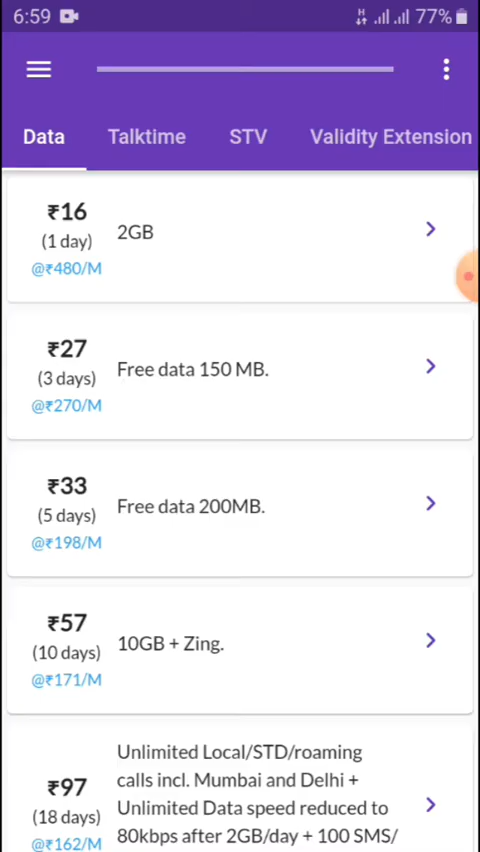 6:59 77%
Data Talktime STV Validity Extension
₹16
(1 day)
@₹480/M
2GB
₹27
(3 days)
@₹270/M
Free data 150 MB.
₹33
(5 days)
@₹198/M
Free data 200MB.
₹57
(10 days)
@₹171/M
10GB + Zing.
₹97
(18 days)
@₹162/M
Unlimited Local/STD/roaming
calls incl. Mumbai and Delhi +
Unlimited Data speed reduced to
80kbps after 2GB/day + 100 SMS/